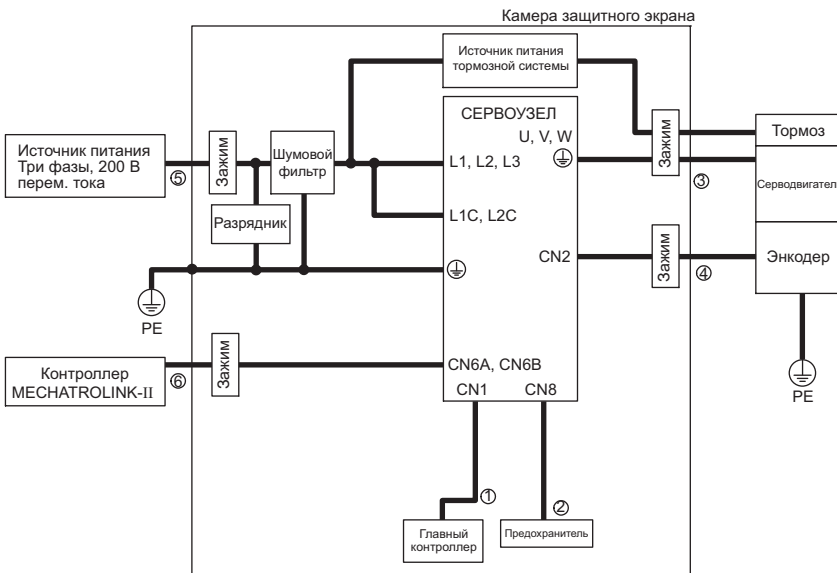 Камера защитного экрана
Источник питания
тормозной системы
СЕРВОУЗЕЛ
U, V, W
Зажим
Тормоз
Источник питания
Три фазы, 200 В
перем. тока
⑤
Зажим
Шумовой
фильтр
L1, L2, L3
③
Серводвигател
Разрядник
L1C, L2C
CN2
Зажим
④
Энкодер
PE
Контроллер
MECHATROLINK-II
⑥
Зажим
CN6A, CN6B
CN1
CN8
PE
①
②
Главный
контроллер
Предохранитель